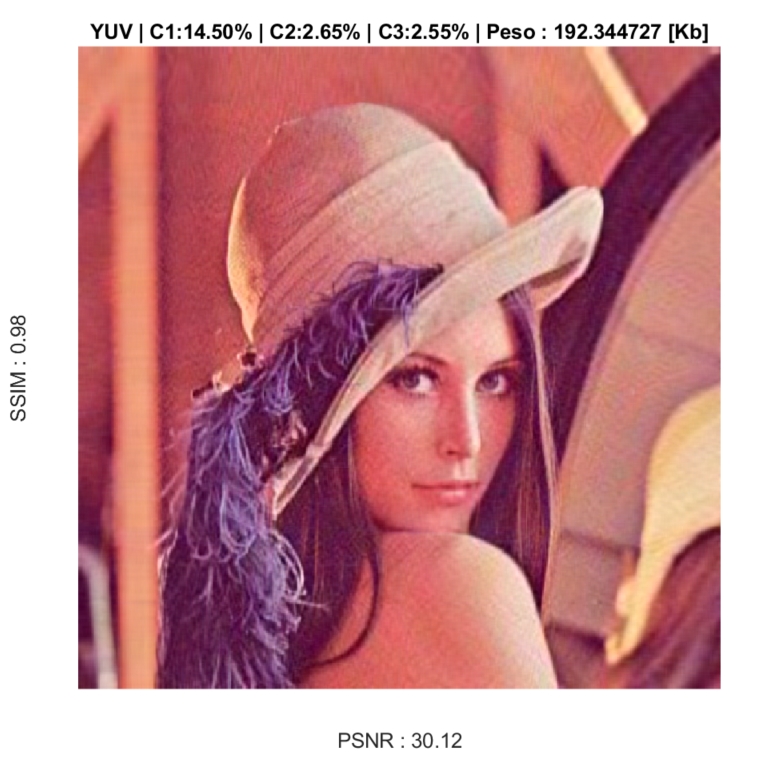 YUV | C1:14.50% | C2:2.65% | C3:2.55% | Peso : 192.344727 [Kb]
SSIM : 0.98
PSNR : 30.12